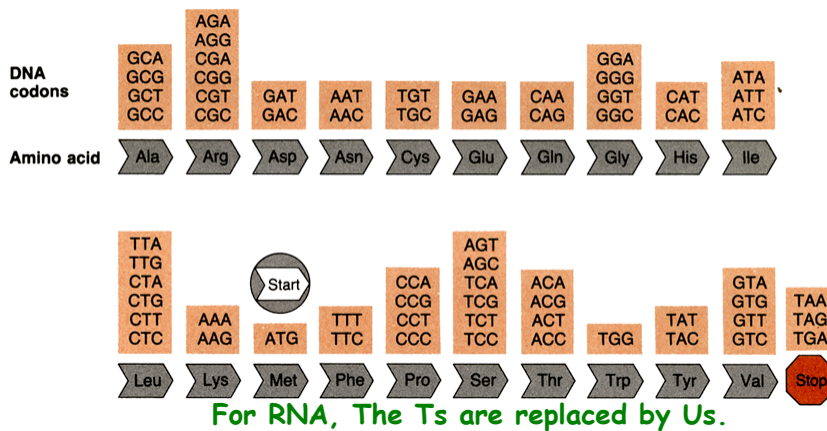 DNA codons
GCA GCG GCT GCC
AGA AGG CGA CGG CGT CGC
GAT GAC
AAT AAC
TGT TGC
GAA GAG
CAA CAG
GGA GGG GGT GGC
CAT CAC
ATA ATT ATC
Amino acid
Ala Arg Asp Asn Cys Glu Gln Gly His Ile
TTA TTG CTA CTG CTT CTC
AAA AAG
Start
ATG
TTT TTC
CCA CCG CCT CCC
AGT AGC TCA TCG TCT TCC
ACA ACG ACT ACC
TGG
TAT TAC
GTA GTG GTT GTC
TAA TAG TGA
Leu Lys Met Phe Pro Ser Thr Trp Tyr Val Stop
For RNA, The Ts are replaced by Us.